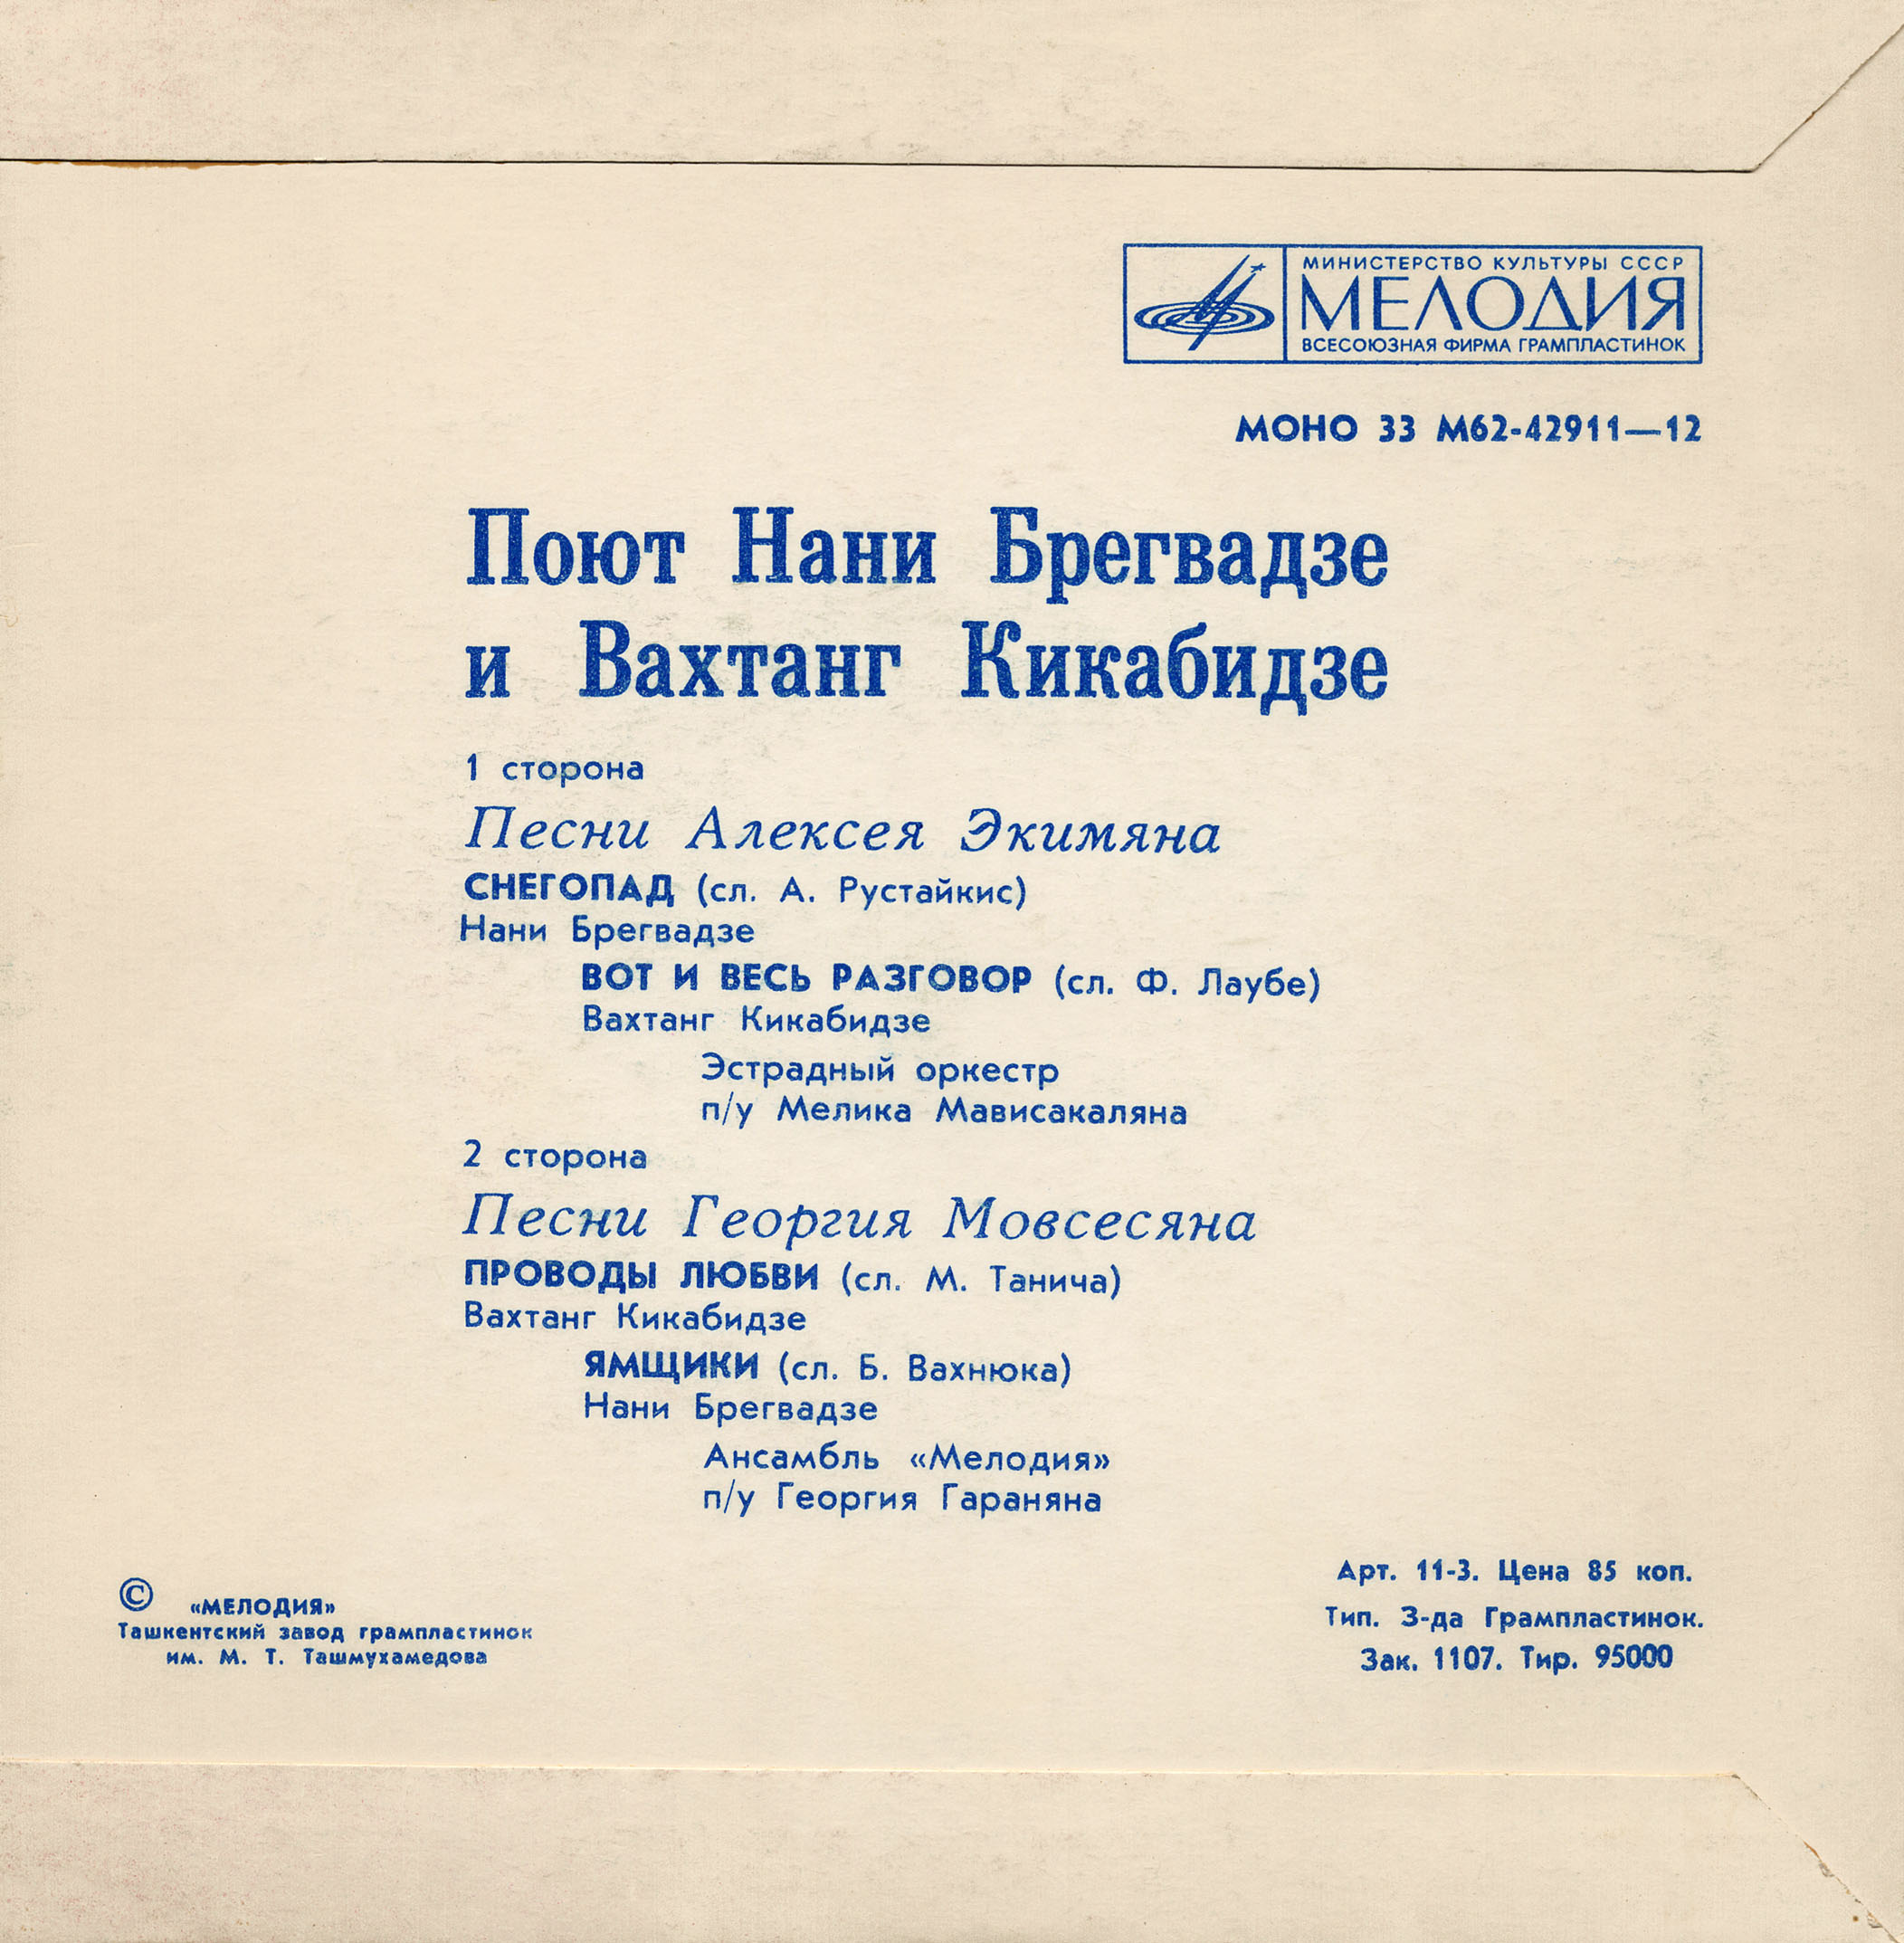 МИНИСТЕРСТВО КУЛЬТУРЫ СССР
МЕЛОДИЯ
ВСЕСОЮЗНАЯ ФИРМА ГРАМПЛАСТИНОК
МОНО 33 М62-42911—12
Поют Нани Брегвадзе
и Вахтанг Кикабидзе
1 сторона
Песни Алексея Экимяна
СНЕГОПАД (сл. А. Рустайкис)
Нани Брегвадзе
ВОТ И ВЕСЬ РАЗГОВОР (сл. Ф. Лаубе)
Вахтанг Кикабидзе
Эстрадный оркестр
п/у Мелика Мависакаляна
2 сторона
Песни Георгия Мовсесяна
ПРОВОДЫ ЛЮБВИ (сл. М. Танича)
Вахтанг Кикабидзе
ЯМЩИКИ (сл. Б. Вахнюка)
Нани Брегвадзе
Ансамбль «Мелодия»
п/у Георгия Гараняна
© «МЕЛОДИЯ»
Ташкентский завод грампластинок
им. М. Т. Ташмухамедова
Арт. 11-3. Цена 85 коп.
Тип. З-да Грампластинок.
Зак. 1107. Тир. 95000